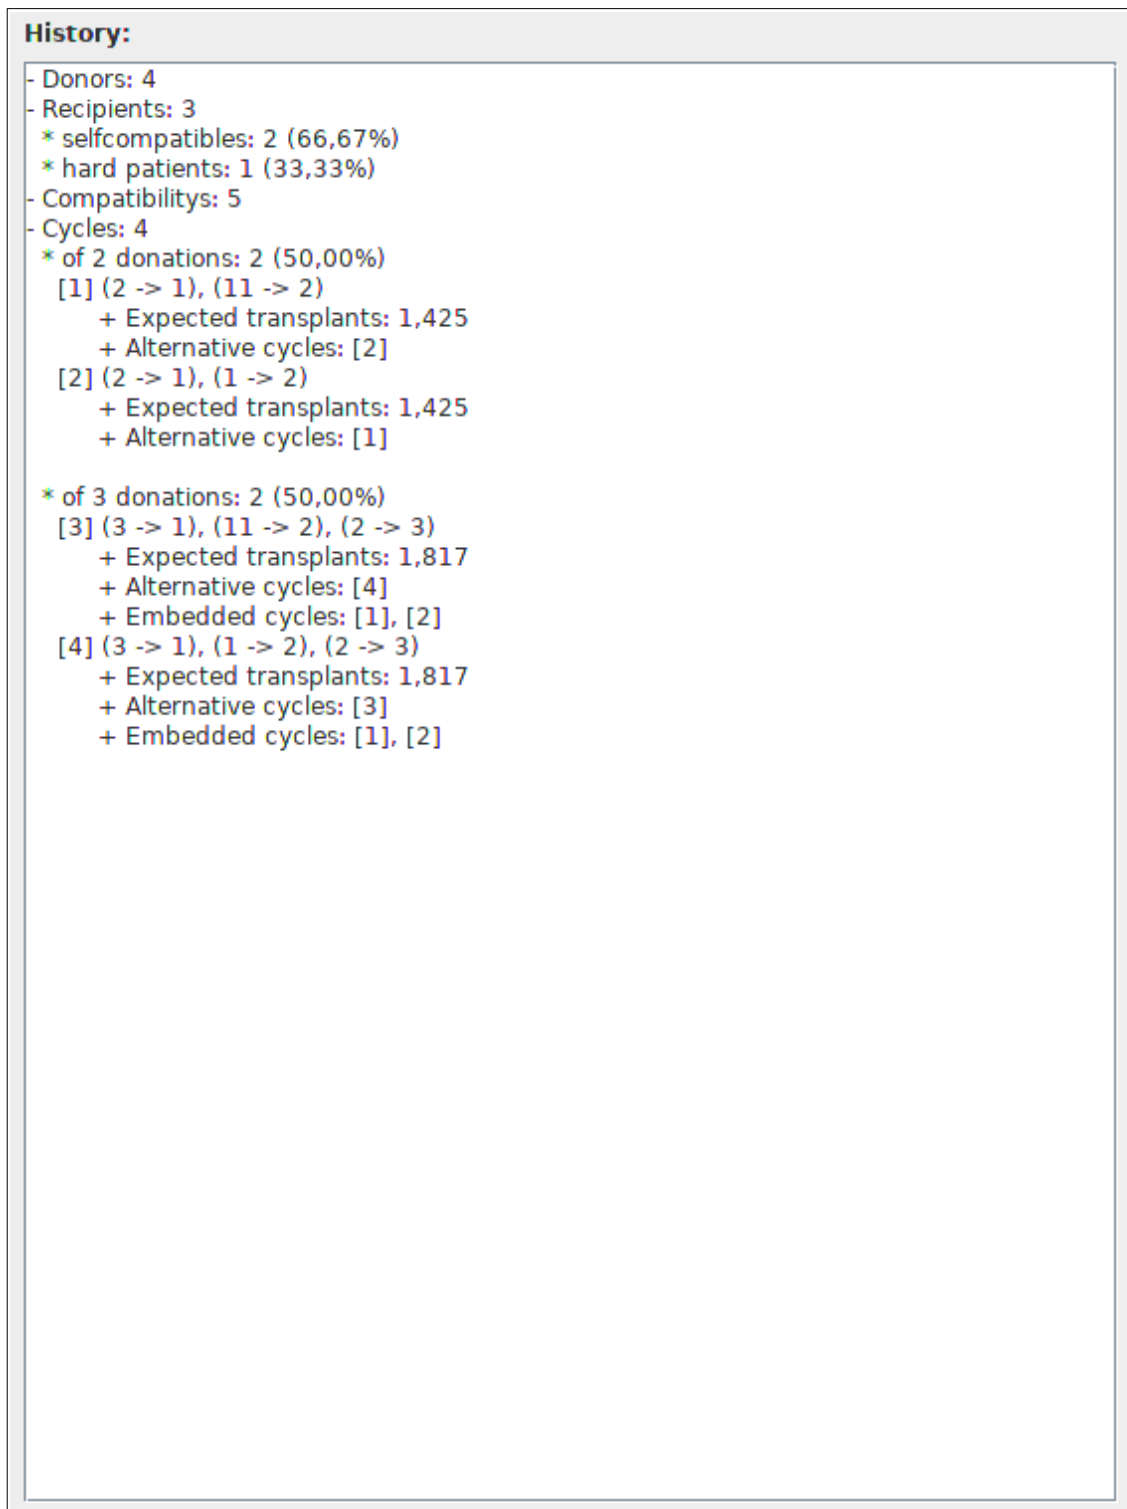 History:
- Donors: 4
- Recipients: 3
* selfcompatibles: 2 (66,67%)
* hard patients: 1 (33,33%)
- Compatibilitys: 5
- Cycles: 4
* of 2 donations: 2 (50,00%)
[1] (2 -> 1), (11 -> 2)
+ Expected transplants: 1,425
+ Alternative cycles: [2]
[2] (2 -> 1), (1 -> 2)
+ Expected transplants: 1,425
+ Alternative cycles: [1]
* of 3 donations: 2 (50,00%)
[3] (3 -> 1), (11 -> 2), (2 -> 3)
+ Expected transplants: 1,817
+ Alternative cycles: [4]
+ Embedded cycles: [1], [2]
[4] (3 -> 1), (1 -> 2), (2 -> 3)
+ Expected transplants: 1,817
+ Alternative cycles: [3]
+ Embedded cycles: [1], [2]